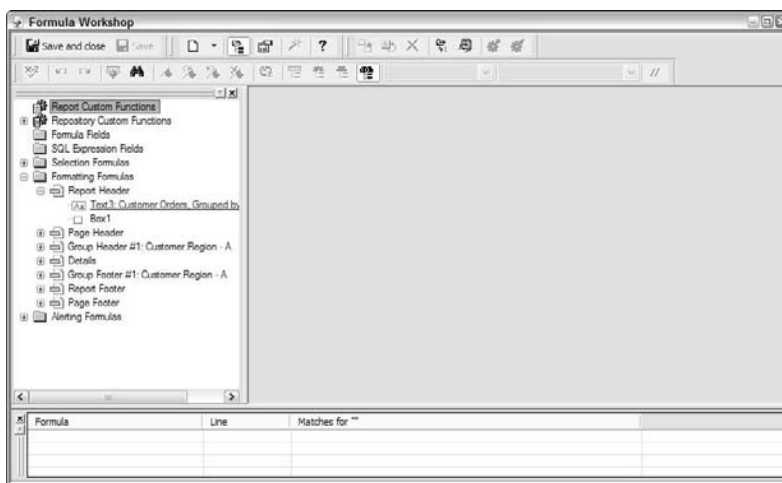 Formula Workshop
Save and close Save ?
X+2 //
Report Custom Functions
Repository Custom Functions
Formula Fields
SQL Expression Fields
Selection Formulas
Formatting Formulas
Report Header
Text3: Customer Orders, Grouped by
Box1
Page Header
Group Header #1: Customer Region - A
Details
Group Footer #1: Customer Region - A
Report Footer
Page Footer
Alerting Formulas
Formula Line Matches for ""